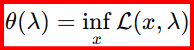 θ(λ) = inf_x ℒ(x, λ)